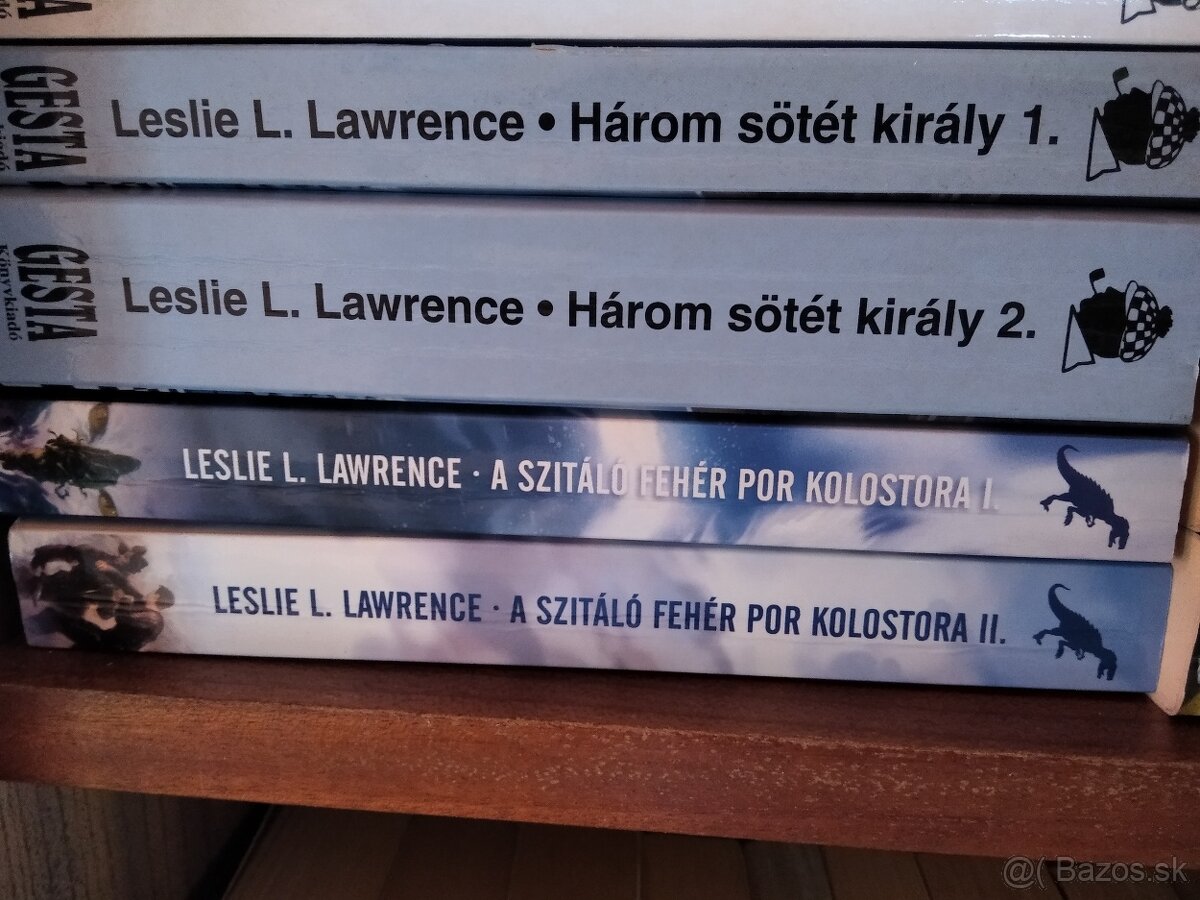 GESTA
Könyvkiadó
Leslie L. Lawrence • Három sötét király 1.
GESTA
Könyvkiadó
Leslie L. Lawrence • Három sötét király 2.
LESLIE L. LAWRENCE · A SZITÁLÓ FEHÉR POR KOLOSTORA I.
LESLIE L. LAWRENCE · A SZITÁLÓ FEHÉR POR KOLOSTORA II.
@( Bazos.sk